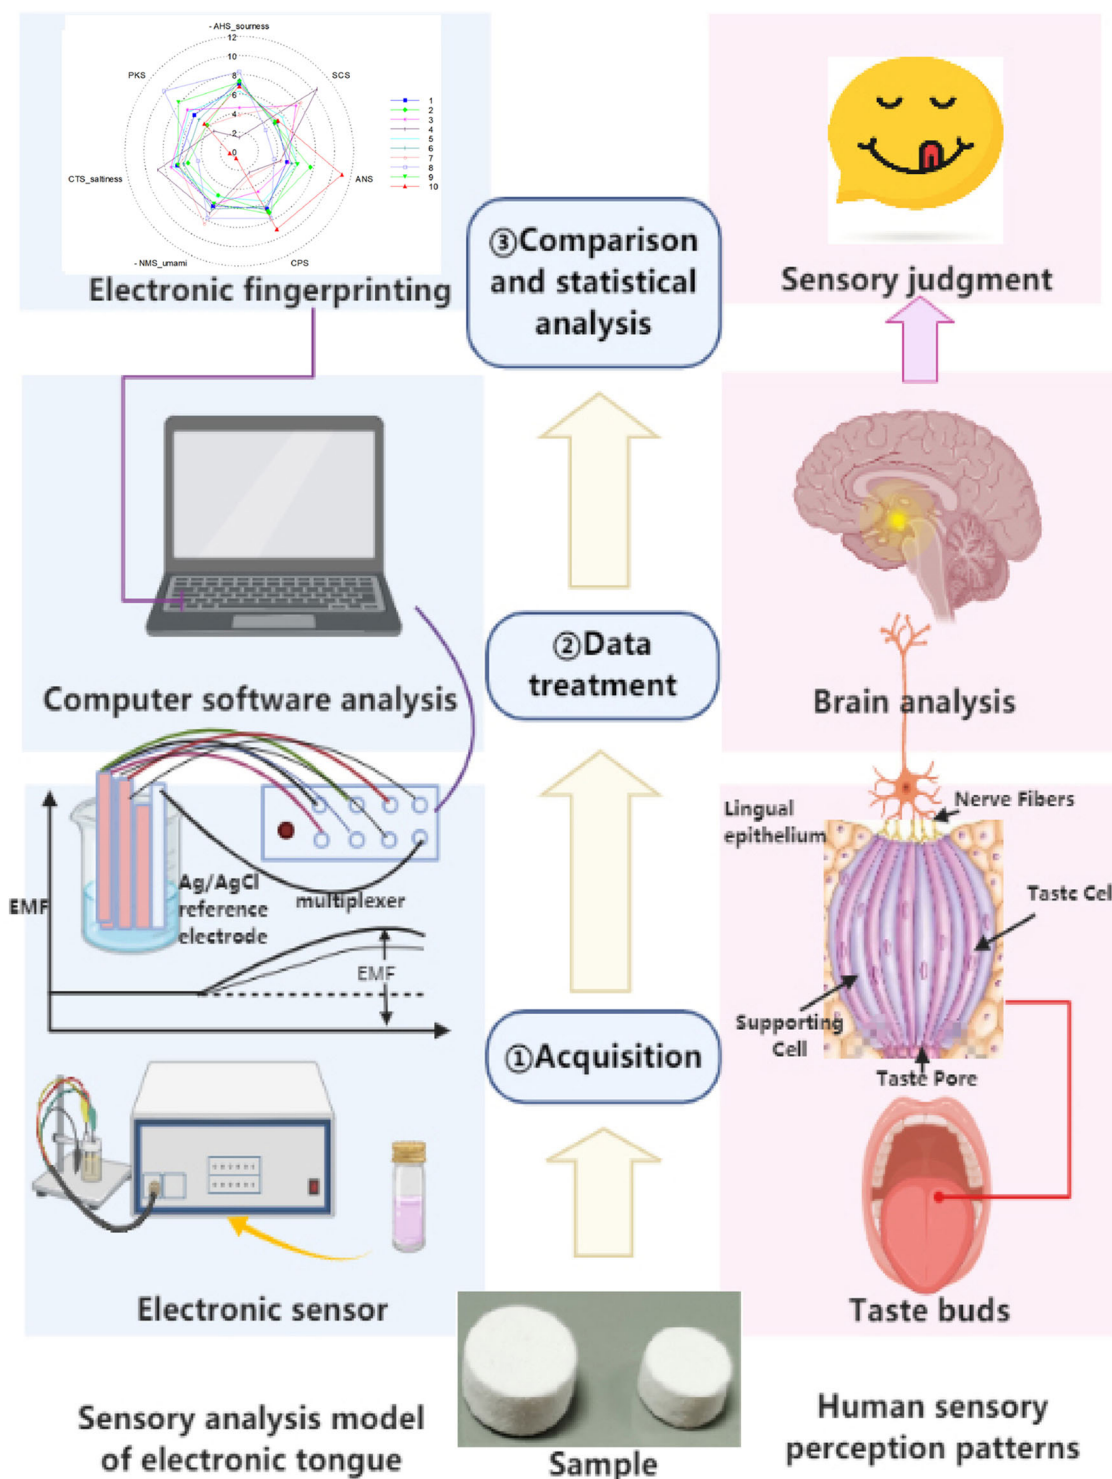 - AHS_sourness
12
10
8
6
4
2
0
PKS
SCS
CTS_saltiness
ANS
- NMS_umami
CPS
1
2
3
4
5
6
7
8
9
10
Electronic fingerprinting
③Comparison
and statistical
analysis
Sensory judgment
Computer software analysis
②Data
treatment
Brain analysis
EMF
Ag/AgCl
reference
electrode
multiplexer
EMF
Lingual
epithelium
Nerve Fibers
Taste Cel
Supporting
Cell
Taste Pore
①Acquisition
Electronic sensor
Taste buds
Sensory analysis model
of electronic tongue
Sample
Human sensory
perception patterns